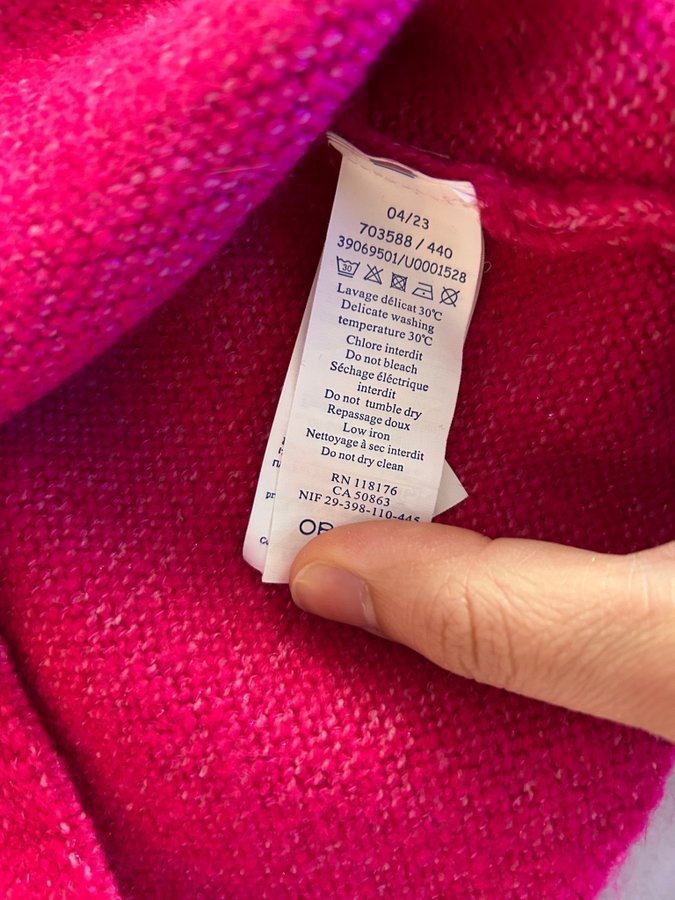 04/23
703588 / 440
39069501/U0001528
30
Lavage délicat 30℃
Delicate washing
temperature 30℃
Chlore interdit
Do not bleach
Séchage éléctrique
interdit
Do not tumble dry
Repassage doux
Low iron
Nettoyage à sec interdit
Do not dry clean
RN 118176
CA 50863
NIF 29-398-110-445